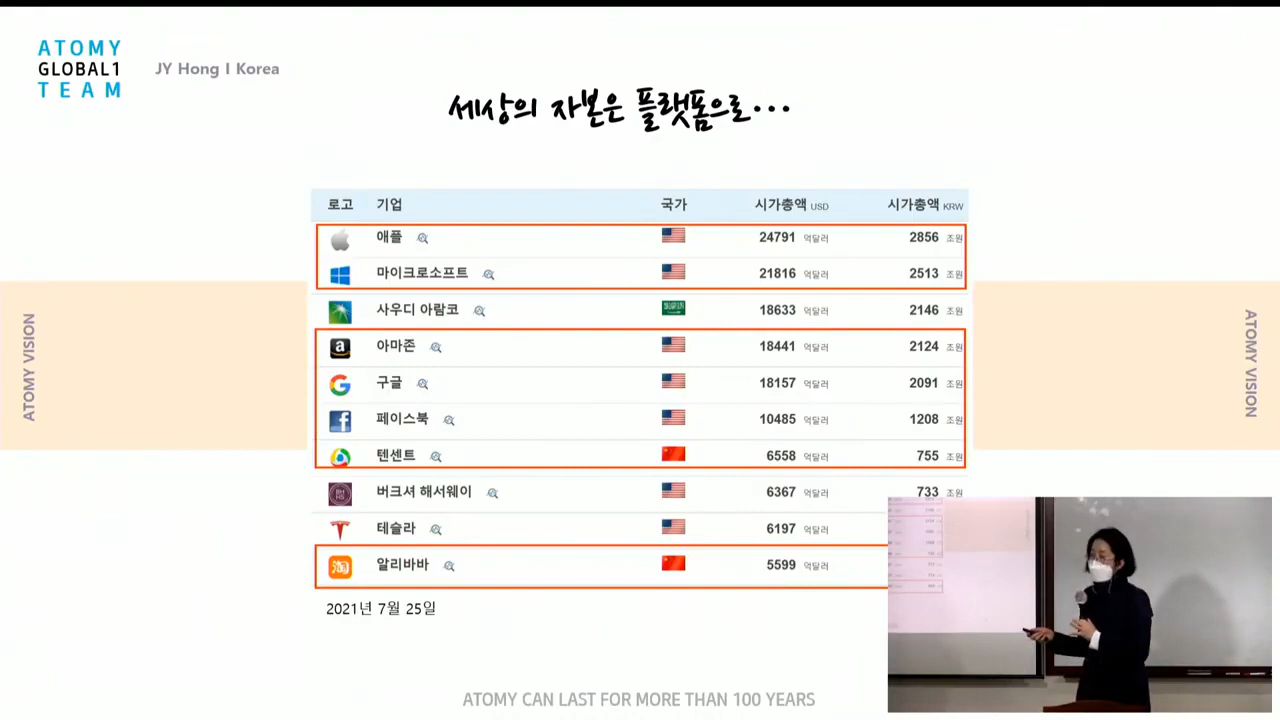 ATOMY
GLOBAL1
TEAM
JY Hong I Korea
세상의 자본은 플랫폼으로...
로고 기업 국가 시가총액 USD 시가총액 KRW
애플 24791 억달러 2856 조원
마이크로소프트 21816 억달러 2513 조원
사우디 아람코 18633 억달러 2146 조원
a 아마존 18441 억달러 2124 조원
G 구글 18157 억달러 2091 조원
f 페이스북 10485 억달러 1208 조원
텐센트 6558 억달러 755 조원
버크셔 해서웨이 6367 억달러 733 조원
테슬라 6197 억달러
淘 알리바바 5599 억달러
2021년 7월 25일
ATOMY VISION
ATOMY VISION
ATOMY CAN LAST FOR MORE THAN 100 YEARS